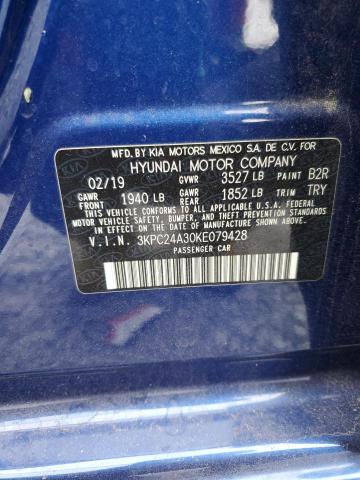 MFD. BY KIA MOTORS MEXICO S.A DE C.V. FOR
HYUNDAI MOTOR COMPANY
02/19 GVWR 3527 LB PAINT B2R
GAWR FRONT 1940 LB GAWR REAR 1852 LB TRIM TRY
THIS VEHICLE CONFORMS TO ALL APPLICABLE U.S.A. FEDERAL
MOTOR VEHICLE SAFETY, BUMPER, AND THEFT PREVENTION
STANDARDS IN EFFECT ON THE DATE OF MANUFACTURE SHOWN ABOVE.
V.I.N. 3KPC24A30KE079428
PASSENGER CAR